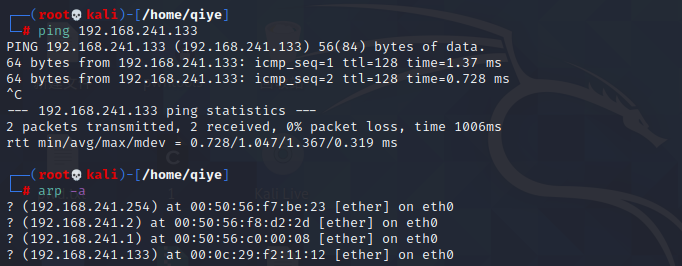 ┌──(root💀kali)-[/home/qiye]
└─# ping 192.168.241.133
PING 192.168.241.133 (192.168.241.133) 56(84) bytes of data.
64 bytes from 192.168.241.133: icmp_seq=1 ttl=128 time=1.37 ms
64 bytes from 192.168.241.133: icmp_seq=2 ttl=128 time=0.728 ms
^C
--- 192.168.241.133 ping statistics ---
2 packets transmitted, 2 received, 0% packet loss, time 1006ms
rtt min/avg/max/mdev = 0.728/1.047/1.367/0.319 ms
┌──(root💀kali)-[/home/qiye]
└─# arp -a
? (192.168.241.254) at 00:50:56:f7:be:23 [ether] on eth0
? (192.168.241.2) at 00:50:56:f8:d2:2d [ether] on eth0
? (192.168.241.1) at 00:50:56:c0:00:08 [ether] on eth0
? (192.168.241.133) at 00:0c:29:f2:11:12 [ether] on eth0